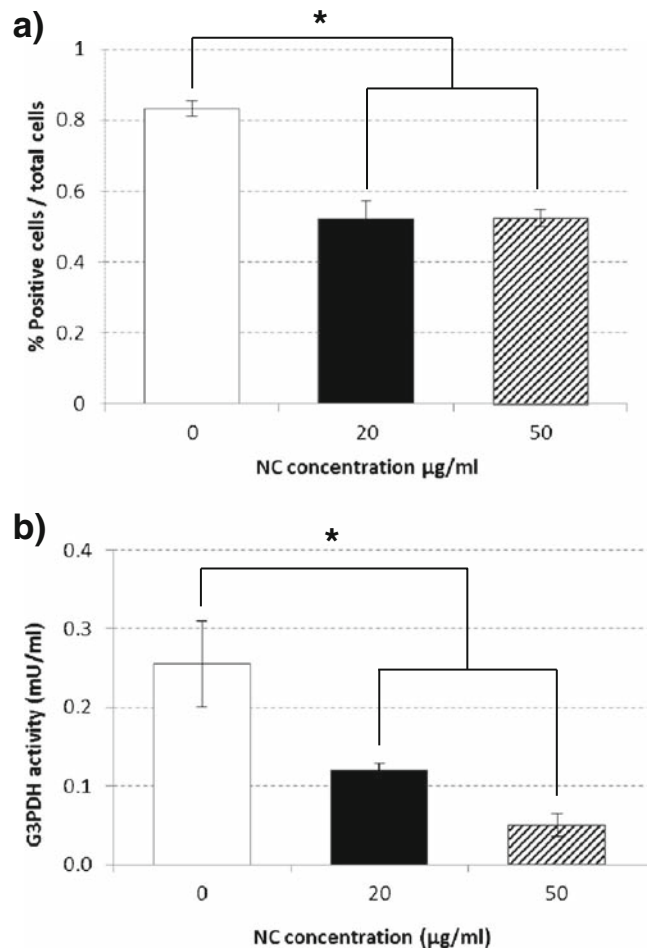 a)
*
1
0.8
0.6
0.4
0.2
0
% Positive cells / total cells
0 20 50
NC concentration µg/ml
b)
*
0.4
0.3
0.2
0.1
0.0
G3PDH activity (mU/ml)
0 20 50
NC concentration (µg/ml)